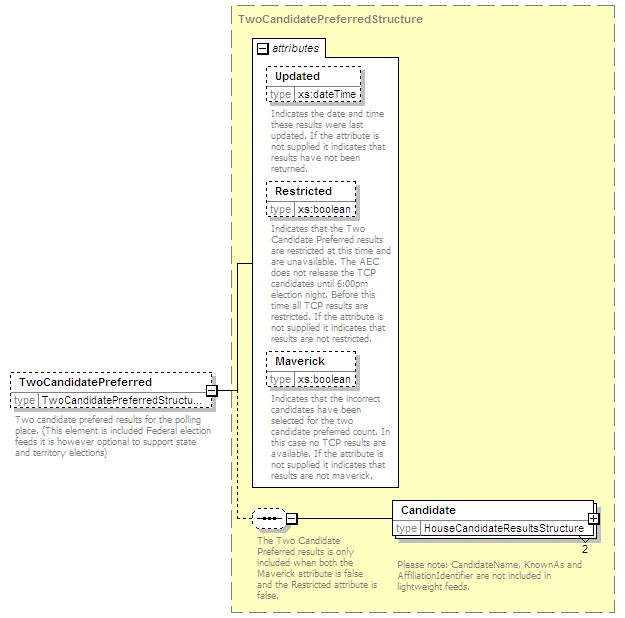 TwoCandidatePreferredStructure
attributes
Updated
type xs:dateTime
Indicates the date and time
these results were last
updated. If the attribute is
not supplied it indicates that
results have not been
returned.
Restricted
type xs:boolean
Indicates that the Two
Candidate Preferred results
are restricted at this time and
are unavailable. The AEC
does not release the TCP
candidates until 6:00pm
election night. Before this
time all TCP results are
restricted. If the attribute is
not supplied it indicates that
results are not restricted.
Maverick
type xs:boolean
Indicates that the incorrect
candidates have been
selected for the two
candidate preferred count. In
this case no TCP results are
available. If the attribute is
not supplied it indicates that
results are not maverick.
TwoCandidatePreferred
type TwoCandidatePreferredStructu...
Two candidate prefered results for the polling
place. (This element is included Federal election
feeds it is however optional to support state
and territory elections)
The Two Candidate
Preferred results is only
included when both the
Maverick attribute is false
and the Restricted attribute is
false.
Candidate
type HouseCandidateResultsStructure
2
Please note: CandidateName, KnownAs and
AffiliationIdentifier are not included in
lightweight feeds.